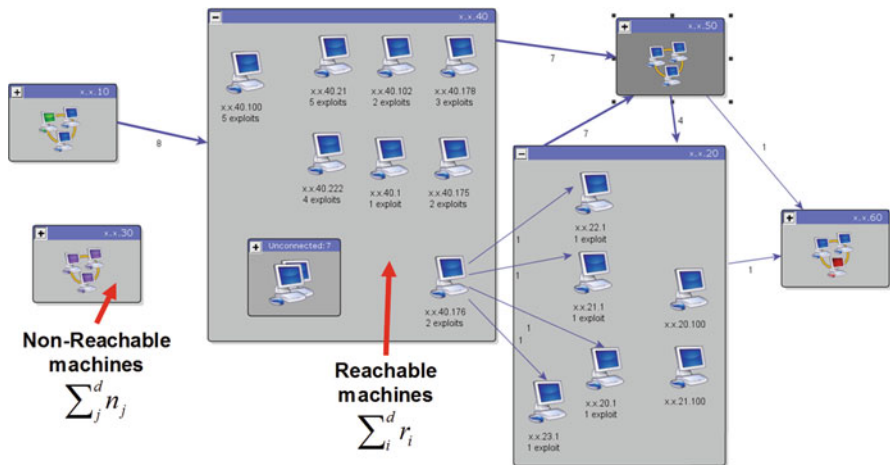 x.x.10
8
x.x.30
Non-Reachable
machines
∑_j^d n_j
x.x.40
x.x.40.100
5 exploits
x.x.40.21
5 exploits
x.x.40.102
2 exploits
x.x.40.178
3 exploits
x.x.40.222
4 exploits
x.x.40.1
1 exploit
x.x.40.175
2 exploits
Unconnected:7
x.x.40.176
2 exploits
Reachable
machines
∑_i^d r_i
7
7
x.x.50
4
1
x.x.20
1
1
1
1
x.x.22.1
1 exploit
x.x.21.1
1 exploit
x.x.20.100
x.x.20.1
1 exploit
x.x.21.100
x.x.23.1
1 exploit
1
x.x.60